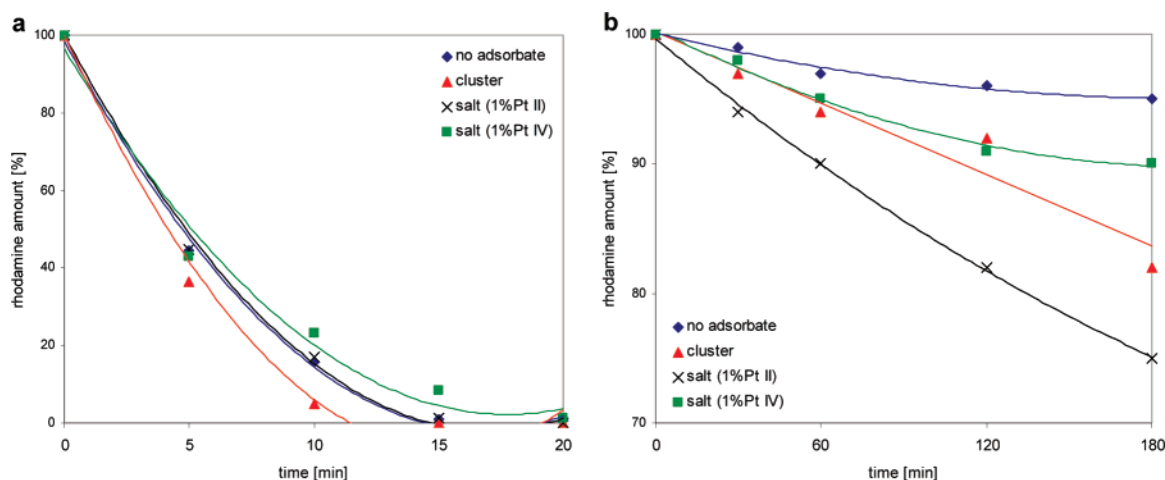 a
100
80
60
40
20
0
0 5 10 15 20
rhodamine amount [%]
time [min]
no adsorbate
cluster
salt (1%Pt II)
salt (1%Pt IV)
b
100
90
80
70
0 60 120 180
rhodamine amount [%]
time [min]
no adsorbate
cluster
salt (1%Pt II)
salt (1%Pt IV)